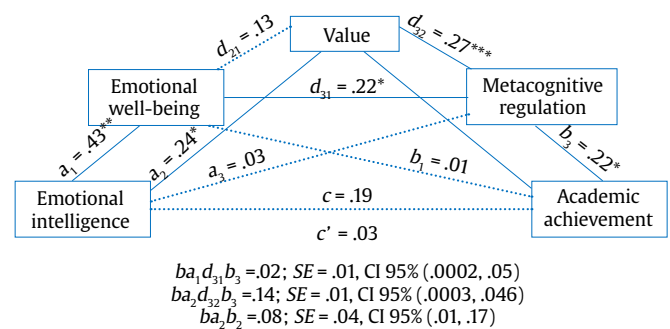 Value
d21 = .13
d32 = .27***
Emotional
well-being
d31 = .22*
Metacognitive
regulation
a1 = .43**
a2 = .24*
a3 = .03
b1 = .01
b3 = .22*
Emotional
intelligence
c = .19
Academic
achievement
c’ = .03
ba1d31b3 =.02; SE = .01, CI 95% (.0002, .05)
ba2d32b3 =.14; SE = .01, CI 95% (.0003, .046)
ba2b2 =.08; SE = .04, CI 95% (.01, .17)